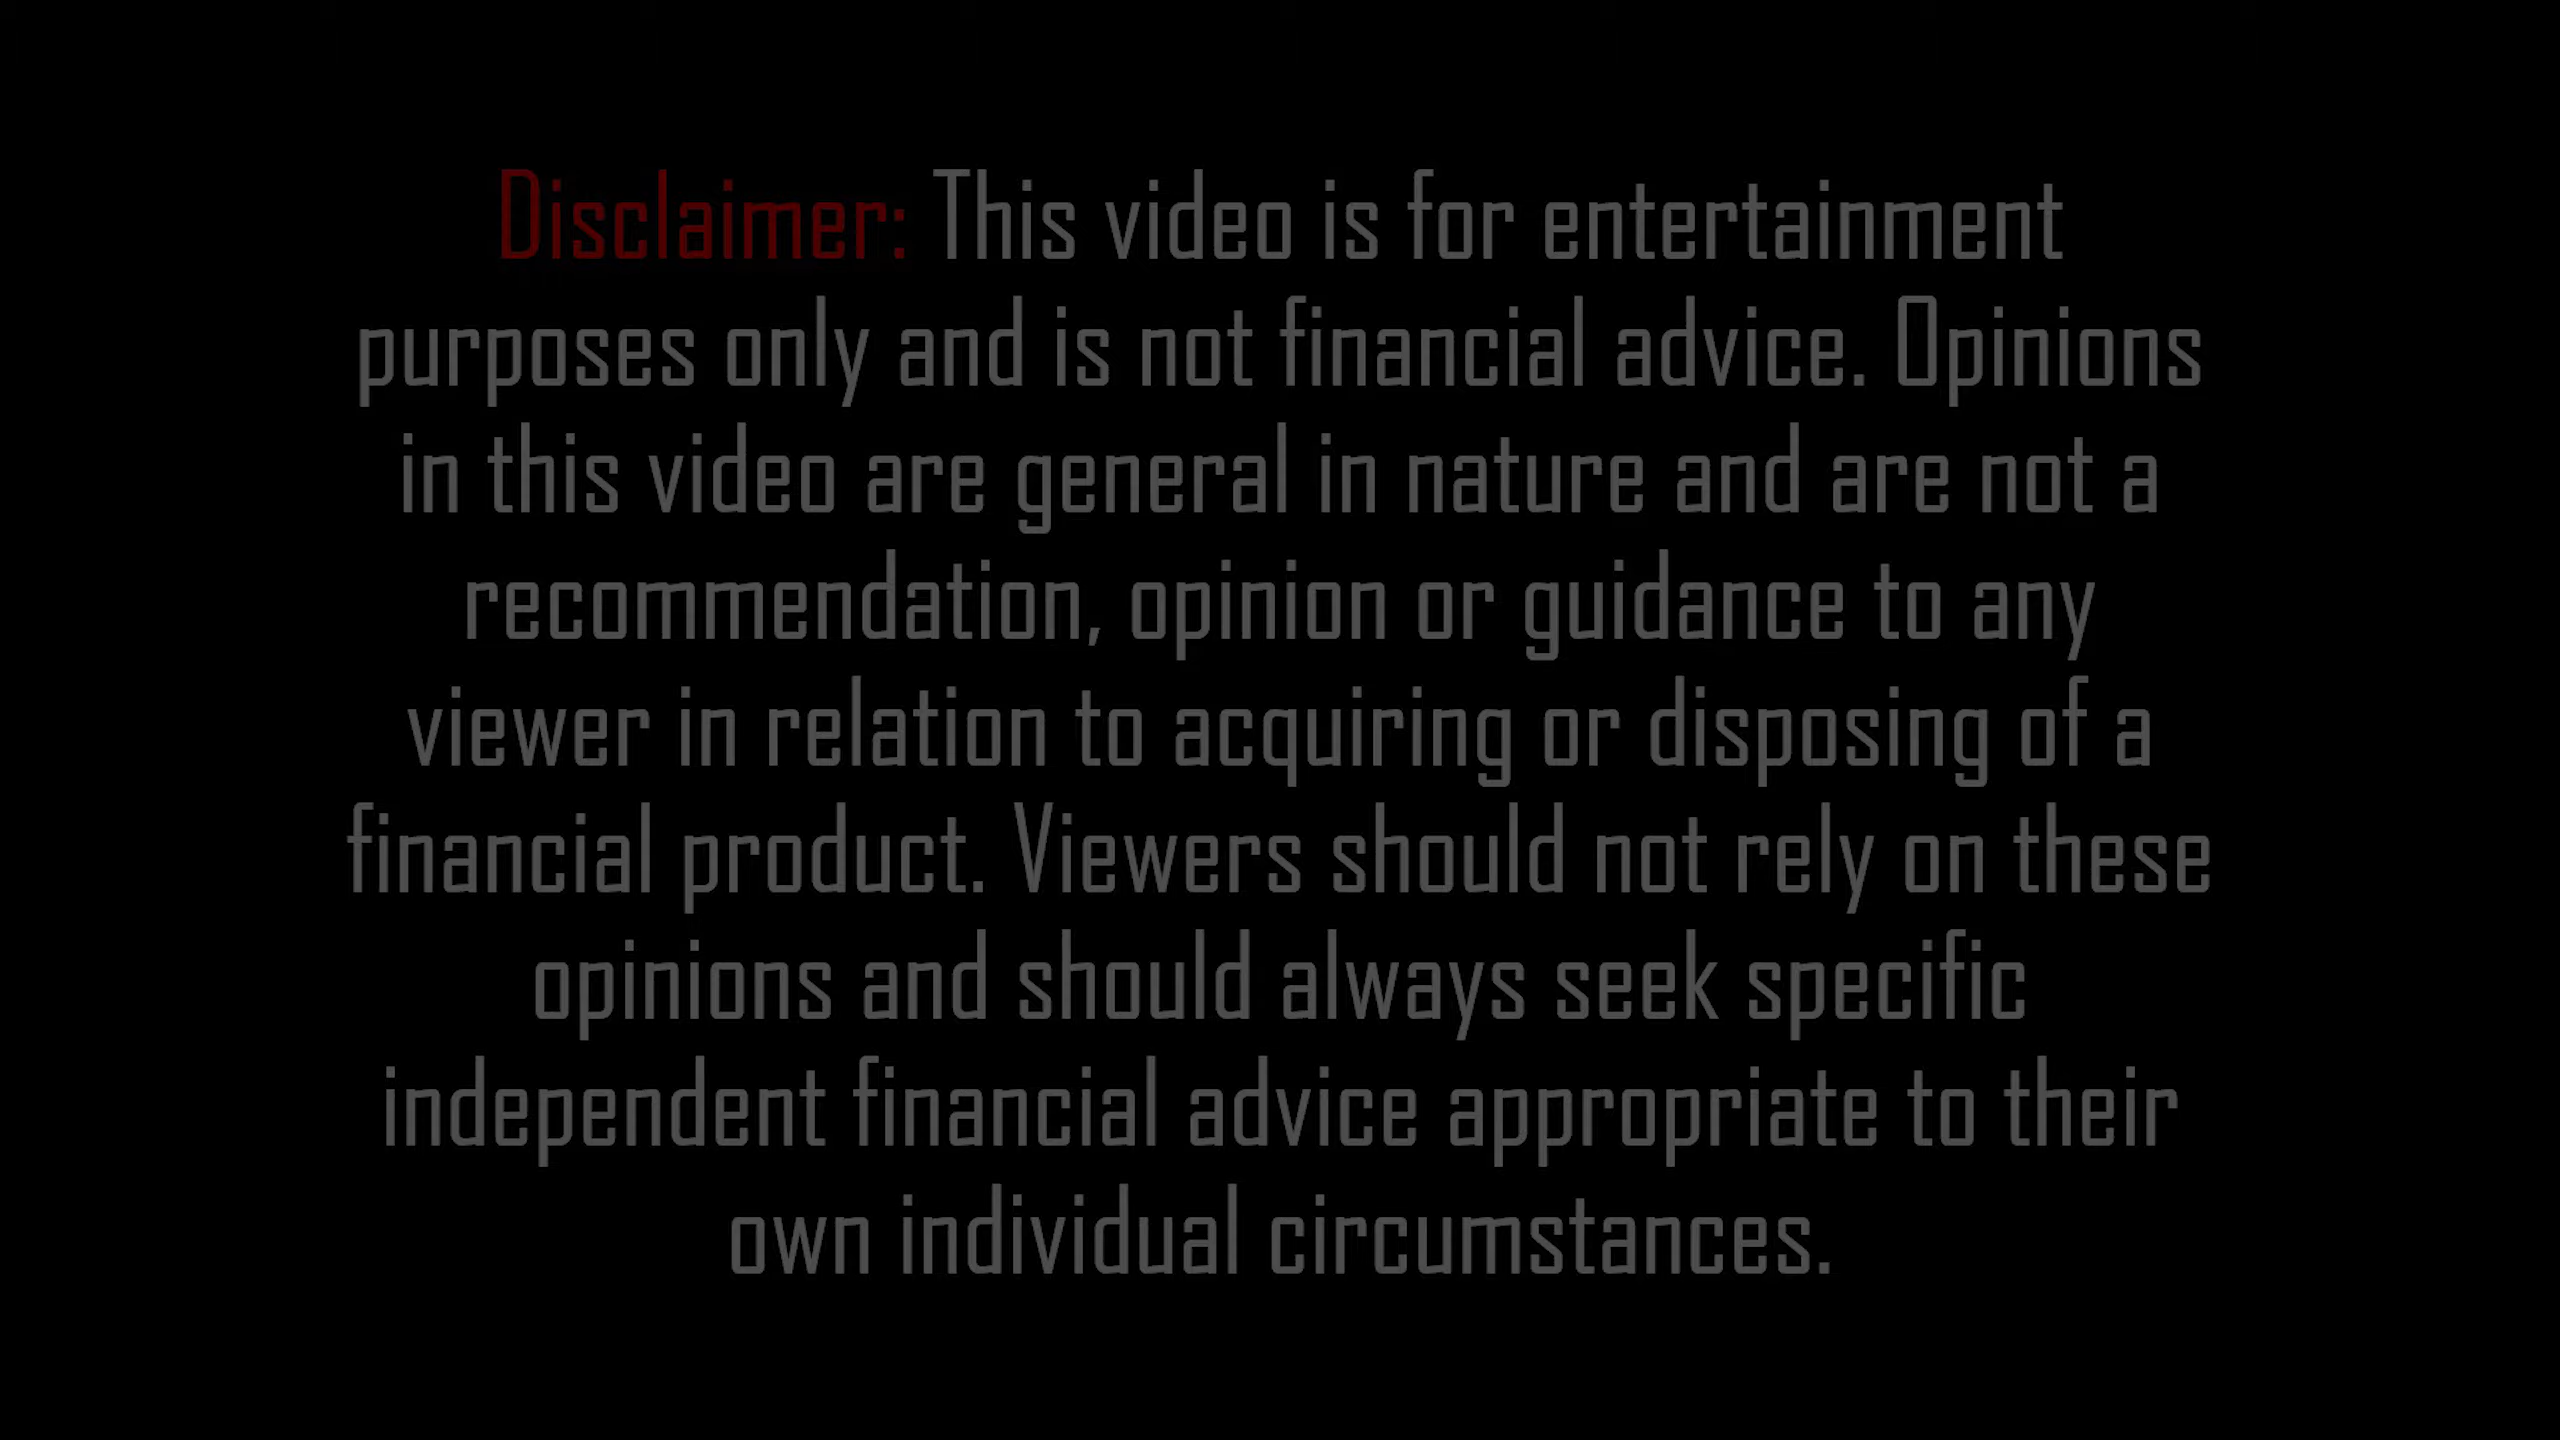 Disclaimer: This video is for entertainment
purposes only and is not financial advice. Opinions
in this video are general in nature and are not a
recommendation, opinion or guidance to any
viewer in relation to acquiring or disposing of a
financial product. Viewers should not rely on these
opinions and should always seek specific
independent financial advice appropriate to their
own individual circumstances.